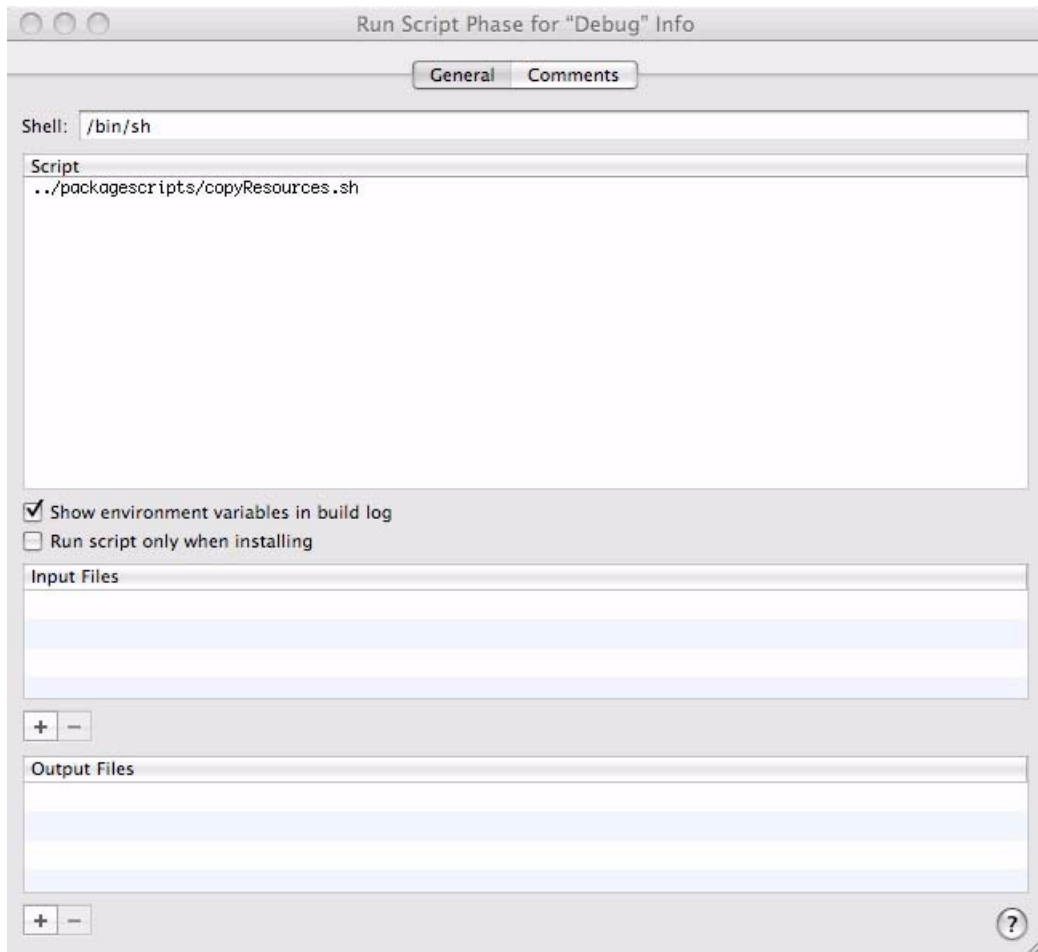 Run Script Phase for “Debug” Info
General Comments
Shell: /bin/sh
Script
../packagescripts/copyResources.sh
Show environment variables in build log
Run script only when installing
Input Files
+ −
Output Files
+ −
?